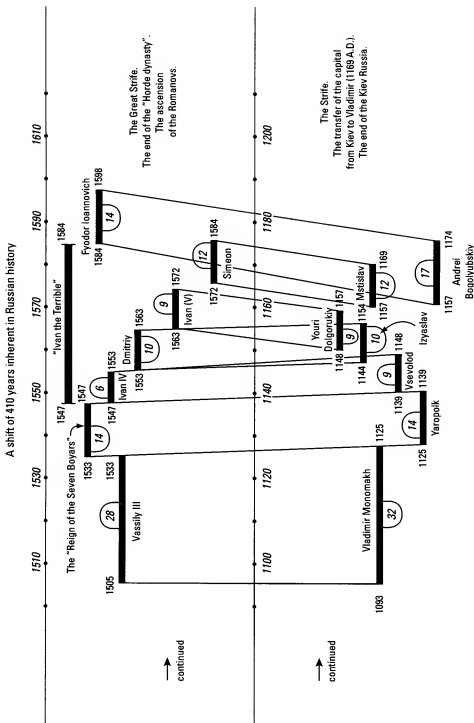 A shift of 410 years inherent in Russian history
1510
1530
1550
1570
1590
1610
The "Reign of the Seven Boyars"
"Ivan the Terrible"
1547
1584
Fyodor Ioannovich
1584
1598
14
The Great Strife.
The end of the "Horde dynasty".
The ascension
of the Romanovs.
1533
1547
14
1547
1553
6
Ivan IV
Dmitriy
1553
1563
10
1505
1533
28
Vassily III
9
Ivan (V)
1563
1572
12
Simeon
1572
1584
continued
1100
1120
1140
1160
1180
1200
The Strife.
The transfer of the capital
from Kiev to Vladimir (1169 A.D.).
The end of the Kiev Russia.
Youri
Dolgorukiy
1148
1157
9
Mstislav
1157
1169
12
1144
1154
10
Izyaslav
Vladimir Monomakh
1093
1125
32
1139
1148
9
Vsevolod
1125
1139
14
Yaropolk
1157
1174
17
Andrei
Bogolyubskiy
continued